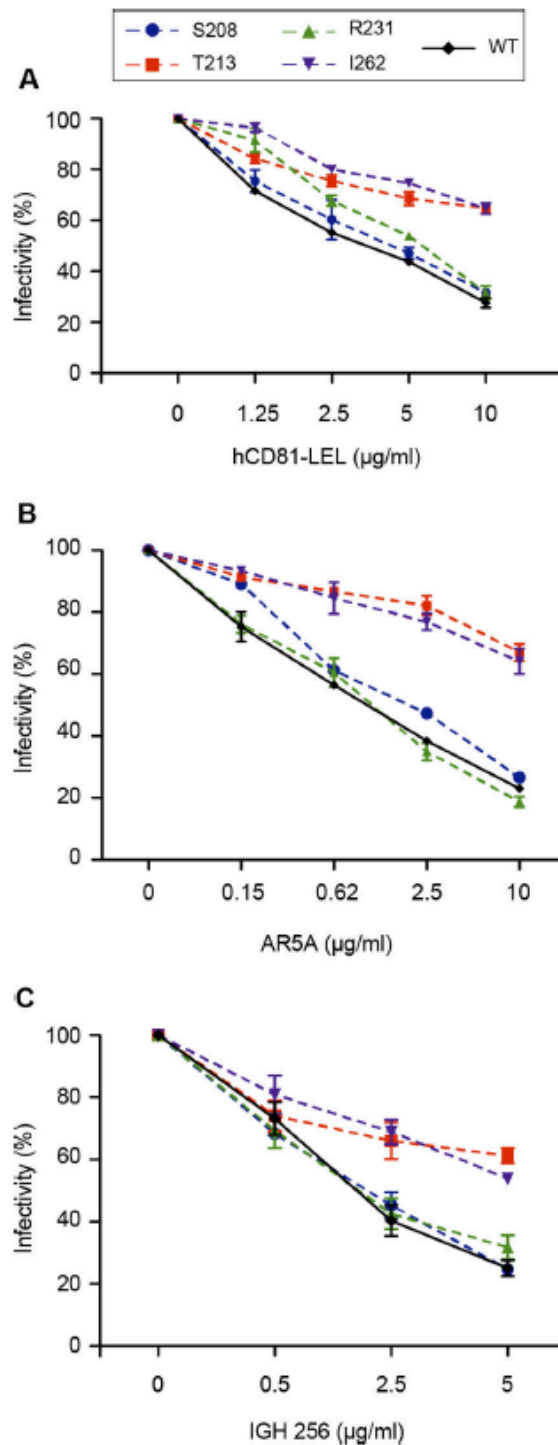 S208 R231 WT
T213 I262
A
100
80
60
40
20
0
Infectivity (%)
0 1.25 2.5 5 10
hCD81-LEL (µg/ml)
B
100
80
60
40
20
0
Infectivity (%)
0 0.15 0.62 2.5 10
AR5A (µg/ml)
C
100
80
60
40
20
0
Infectivity (%)
0 0.5 2.5 5
IGH 256 (µg/ml)